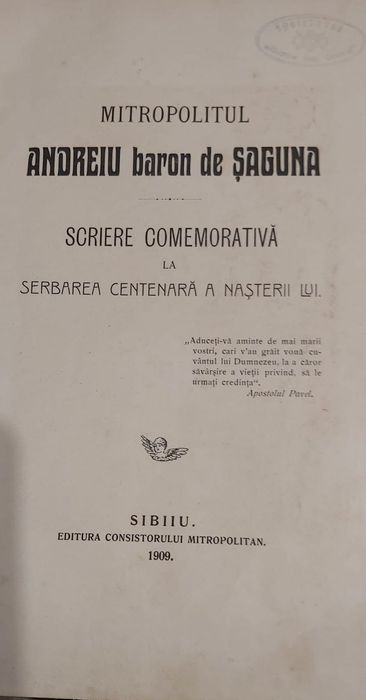 MITROPOLITUL
ANDREIU baron de ȘAGUNA
SCRIERE COMEMORATIVĂ
LA
SERBAREA CENTENARĂ A NAȘTERII LUI.
„Aduceți-vă aminte de mai marii
vostri, cari v'au grăit vouă cu-
vântul lui Dumnezeu, la a căror
săvârșire a vieții privind, să le
urmați credința“.
Apostolul Pavel.
SIBIIU.
EDITURA CONSISTORULUI MITROPOLITAN.
1909.